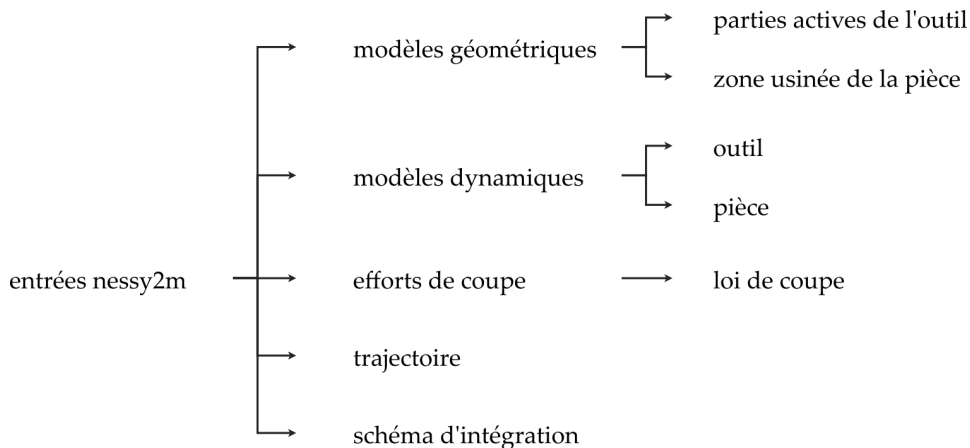 parties actives de l'outil
modèles géométriques
zone usinée de la pièce
outil
modèles dynamiques
pièce
entrées nessy2m
efforts de coupe
loi de coupe
trajectoire
schéma d'intégration